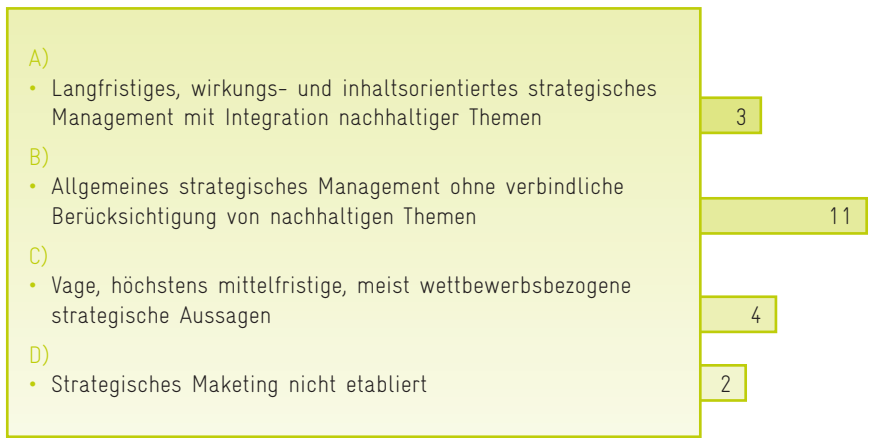 A)
• Langfristiges, wirkungs- und inhaltsorientiertes strategisches
Management mit Integration nachhaltiger Themen
3
B)
• Allgemeines strategisches Management ohne verbindliche
Berücksichtigung von nachhaltigen Themen
11
C)
• Vage, höchstens mittelfristige, meist wettbewerbsbezogene
strategische Aussagen
4
D)
• Strategisches Maketing nicht etabliert
2